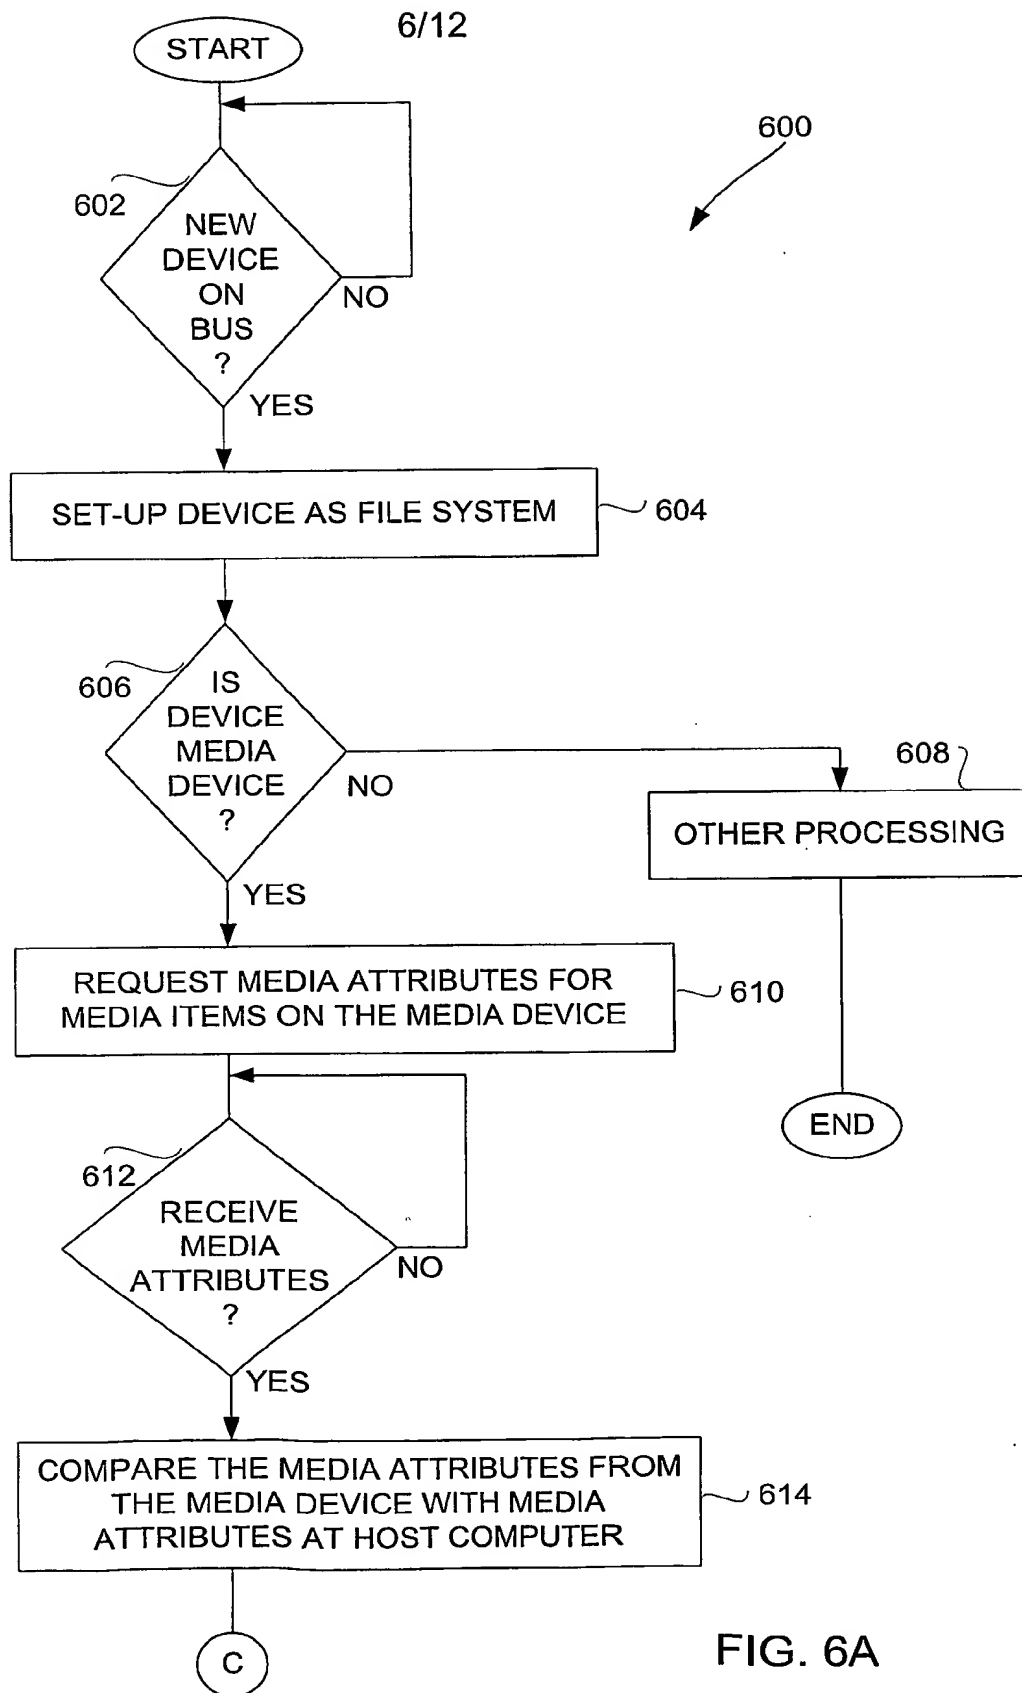 6/12
START
600
602
NEW
DEVICE
ON
BUS
?
NO
YES
SET-UP DEVICE AS FILE SYSTEM
604
606
IS
DEVICE
MEDIA
DEVICE
?
NO
608
OTHER PROCESSING
YES
REQUEST MEDIA ATTRIBUTES FOR
MEDIA ITEMS ON THE MEDIA DEVICE
610
END
612
RECEIVE
MEDIA
ATTRIBUTES
?
NO
YES
COMPARE THE MEDIA ATTRIBUTES FROM
THE MEDIA DEVICE WITH MEDIA
ATTRIBUTES AT HOST COMPUTER
614
C
FIG. 6A